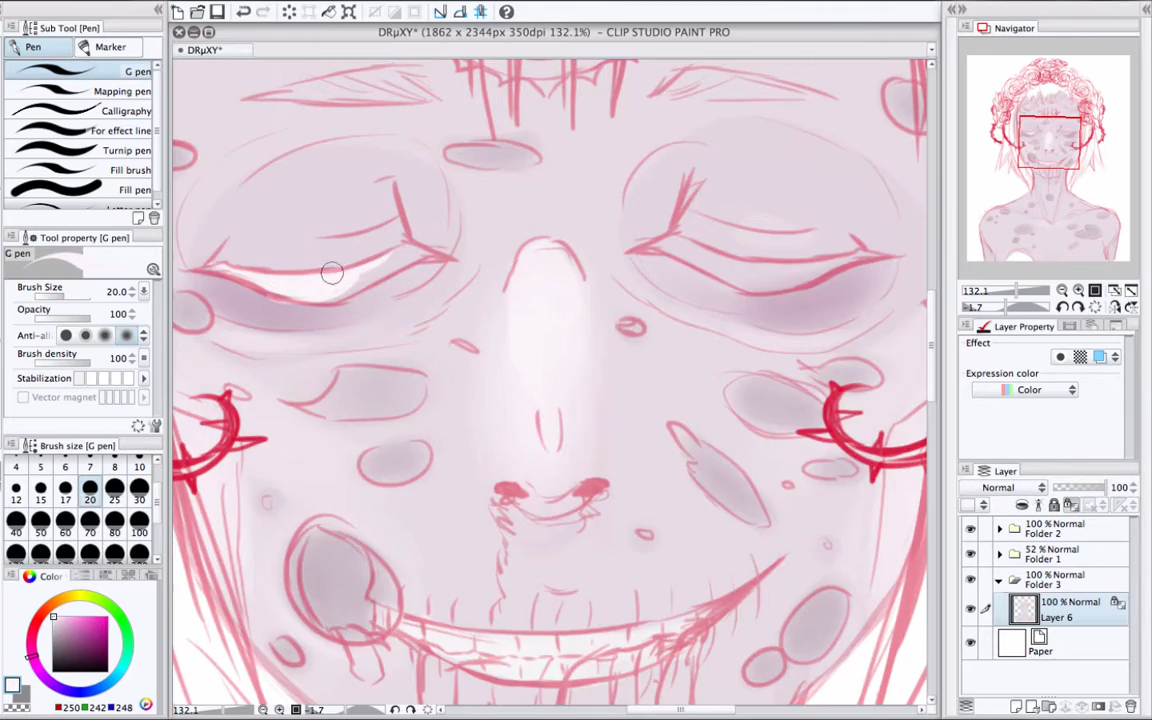 Sub Tool [Pen]
Pen
Marker
G pen
Mapping pen
Calligraphy
For effect line
Turnip pen
Fill brush
Fill pen
Tool property [G pen]
G pen
Brush Size 20.0
Opacity 100
Anti-ali
Brush density 100
Stabilization
Vector magnet
Brush size [G pen]
4 5 6 7 8 10
12 15 17 20 25 30
40 50 60 70 80 100
Color
250 242 248
DRµXY* (1862 x 2344px 350dpi 132.1%) - CLIP STUDIO PAINT PRO
DRµXY*
132.1 -1.7
Navigator
132.1
-1.7
Layer Property
Effect
Expression color
Color
Layer
Normal 100
100 % Normal
Folder 2
52 % Normal
Folder 1
100 % Normal
Folder 3
100 % Normal
Layer 6
Paper